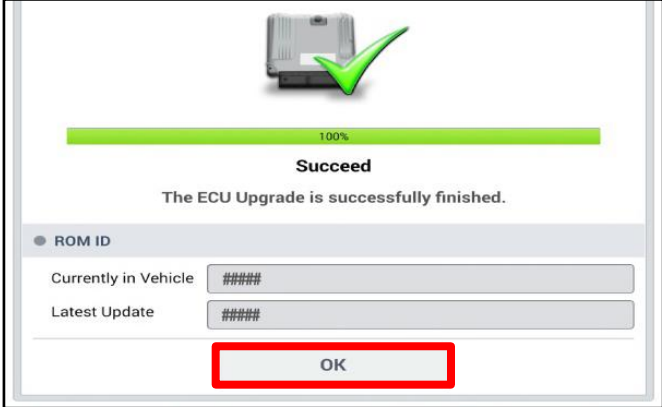 100%
Succeed
The ECU Upgrade is successfully finished.
ROM ID
Currently in Vehicle #####
Latest Update #####
OK